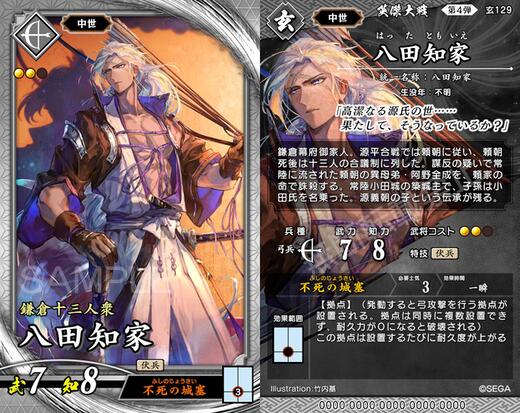 中世
SAMPLE
鎌倉十三人衆
八田知家
伏兵
武7 知8
ふしのじょうさい
不死の城塞
3
玄
中世
英傑大戦
第4弾
玄129
はった ともいえ
八田知家
統一名称:八田知家
生没年:不明
「高潔なる源氏の世……
果たして、そうなっているか?」
鎌倉幕府御家人。源平合戦では頼朝に従い、頼朝
死後は十三人の合議制に列した。謀反の疑いで常
陸に流された頼朝の異母弟・阿野全成を、頼家の
命で誅殺する。常陸小田城の築城主で、子孫は小
田氏を名乗った。源義朝の子という伝承が残る。
兵種 武力 知力 武将コスト
弓兵 7 8 特技 伏兵
ふしのじょうさい 必要士気 効果時間
不死の城塞 3 一瞬
効果範囲
【拠点】(発動すると弓攻撃を行う拠点が
設置される。拠点は同時に複数設置でき
ず、耐久力が0になると破壊される)
この拠点は設置するたびに耐久度が上がる
Illustration:竹内基
©SEGA
0000-0000-0000-0000-0000